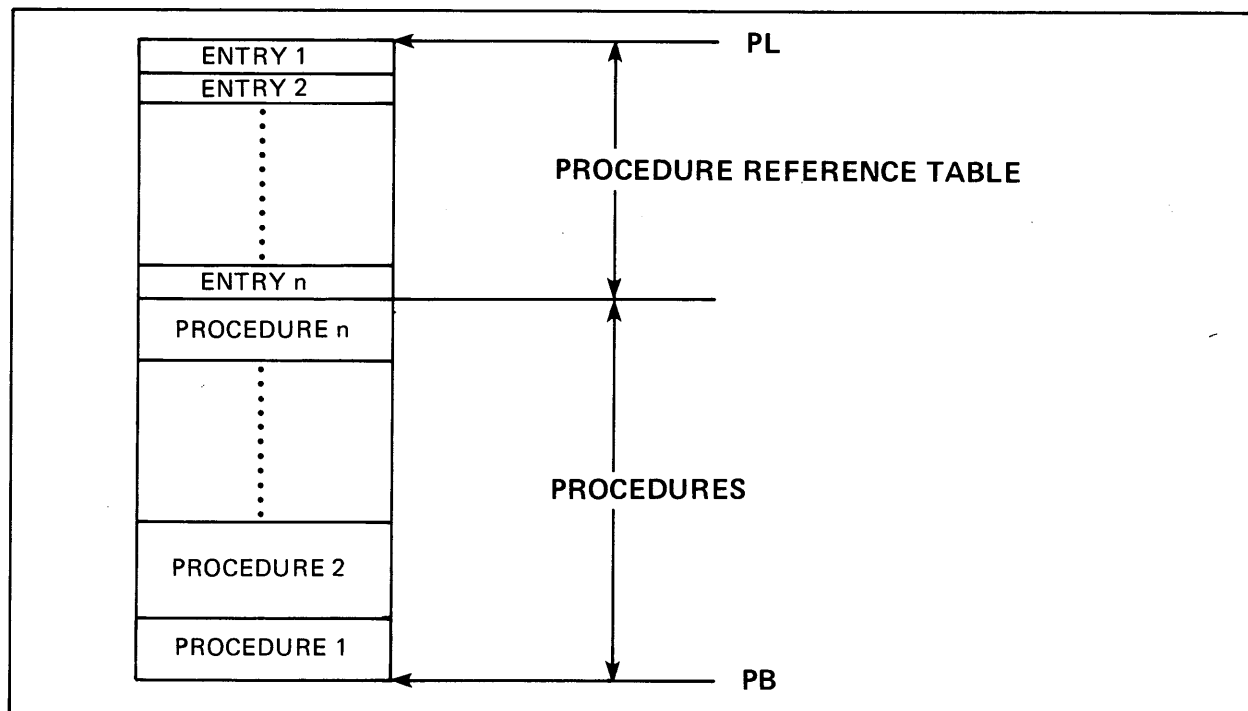 ENTRY 1
PL
ENTRY 2
PROCEDURE REFERENCE TABLE
ENTRY n
PROCEDURE n
PROCEDURES
PROCEDURE 2
PROCEDURE 1
PB